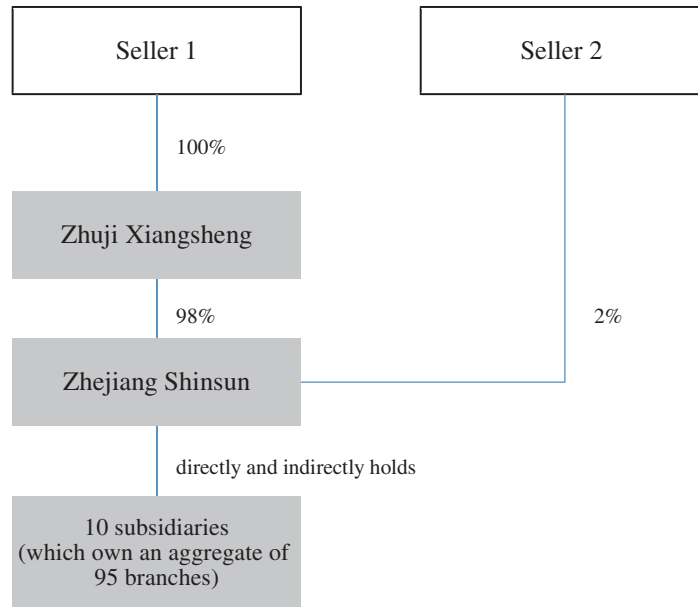 Seller 1
Seller 2
100%
Zhuji Xiangsheng
98%
2%
Zhejiang Shinsun
directly and indirectly holds
10 subsidiaries
(which own an aggregate of
95 branches)